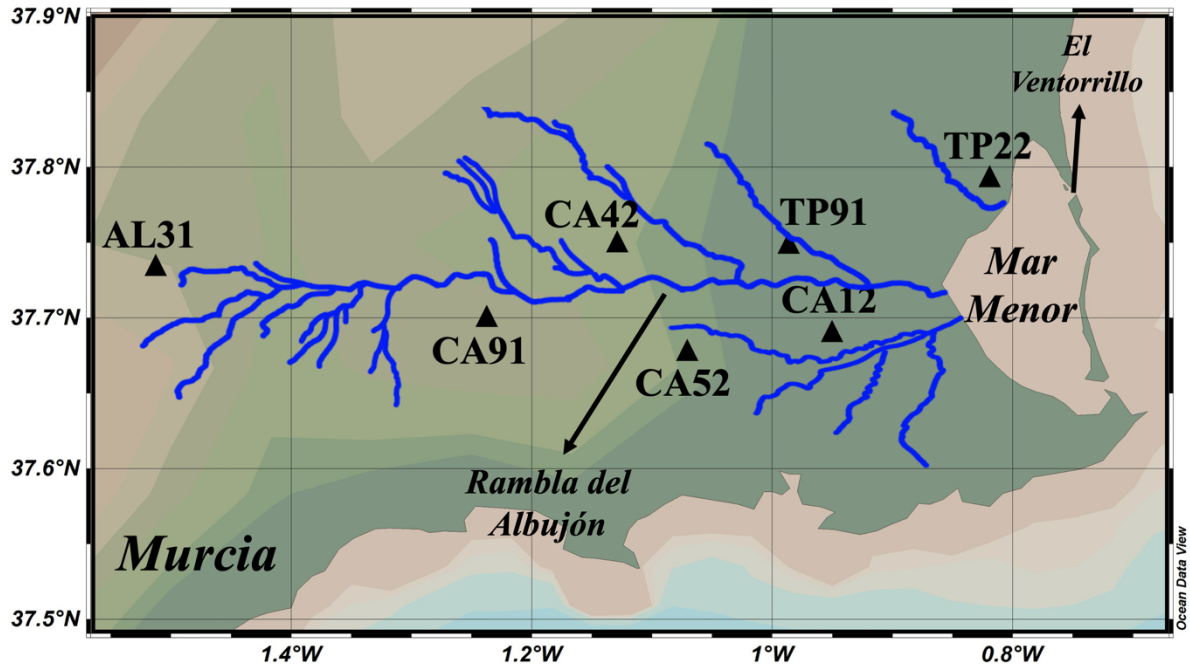 37.9°N
El
Ventorrillo
37.8°N
TP22
CA42
TP91
AL31
Mar
Menor
CA12
37.7°N
CA91
CA52
37.6°N
Rambla del
Albujón
Murcia
37.5°N
1.4°W
1.2°W
1°W
0.8°W
Ocean Data View